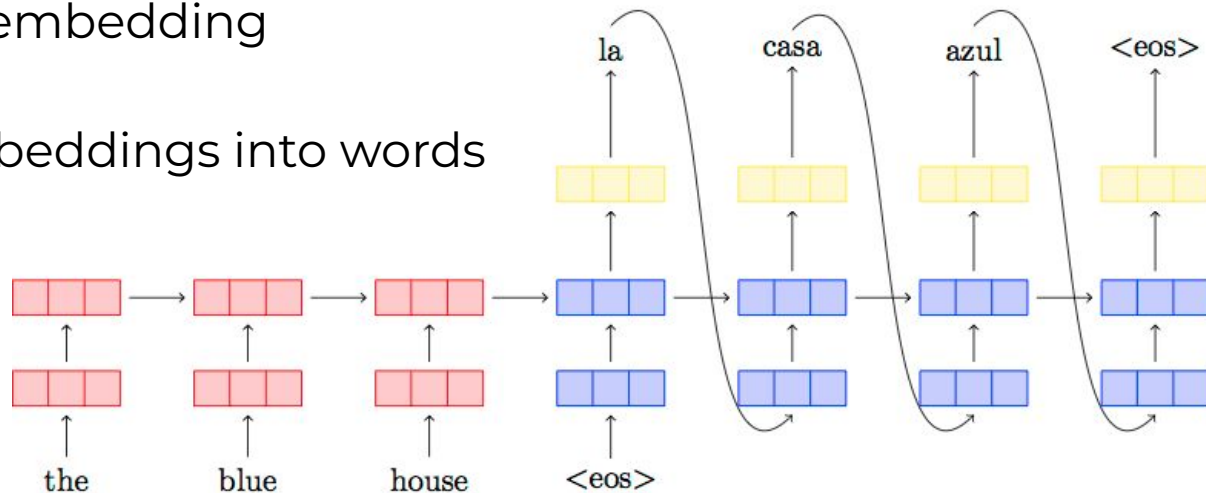 embedding
beddings into words
la casa azul <eos>
the blue house <eos>